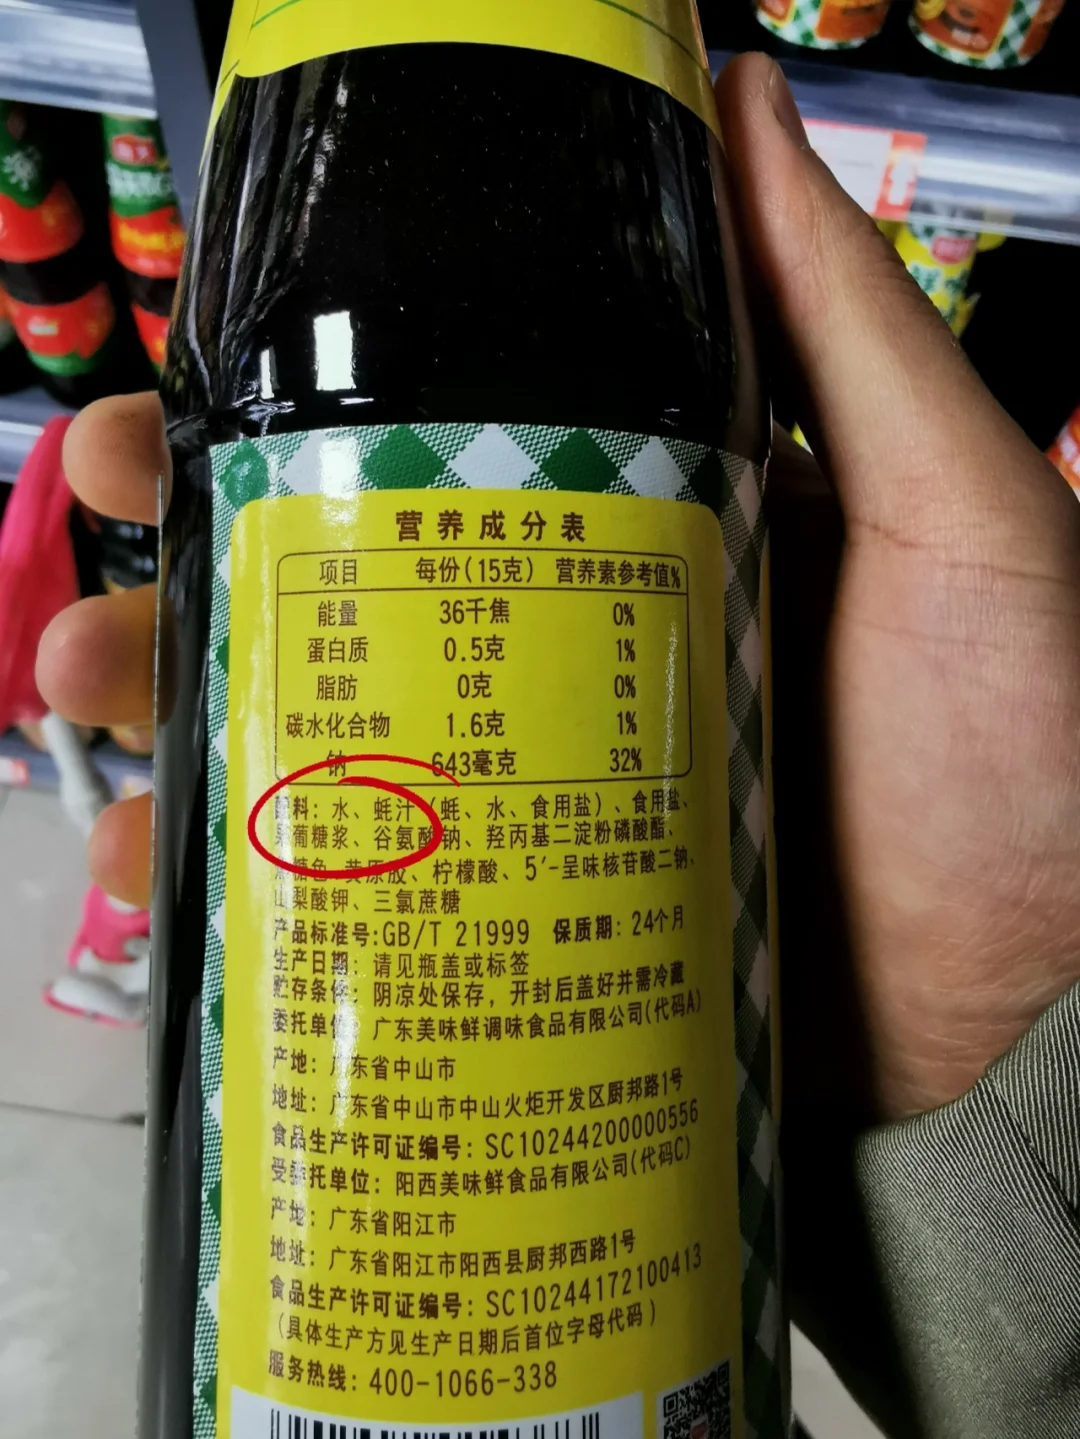 营养成分表
项目 每份(15克) 营养素参考值%
能量 36千焦 0%
蛋白质 0.5克 1%
脂肪 0克 0%
碳水化合物 1.6克 1%
钠 643毫克 32%
配料：水、蚝汁（蚝、水、食用盐）、食用盐、
果葡糖浆、谷氨酸钠、羟丙基二淀粉磷酸酯、
焦糖色、黄原胶、柠檬酸、5′-呈味核苷酸二钠、
山梨酸钾、三氯蔗糖
产品标准号:GB/T 21999 保质期：24个月
生产日期：请见瓶盖或标签
贮存条件：阴凉处保存，开封后盖好并需冷藏
委托单位：广东美味鲜调味食品有限公司(代码A)
产地：广东省中山市
地址：广东省中山市中山火炬开发区厨邦路1号
食品生产许可证编号：SC10244200000556
受委托单位：阳西美味鲜食品有限公司(代码C)
产地：广东省阳江市
地址：广东省阳江市阳西县厨邦西路1号
食品生产许可证编号：SC10244172100413
（具体生产方见生产日期后首位字母代码）
服务热线：400-1066-338